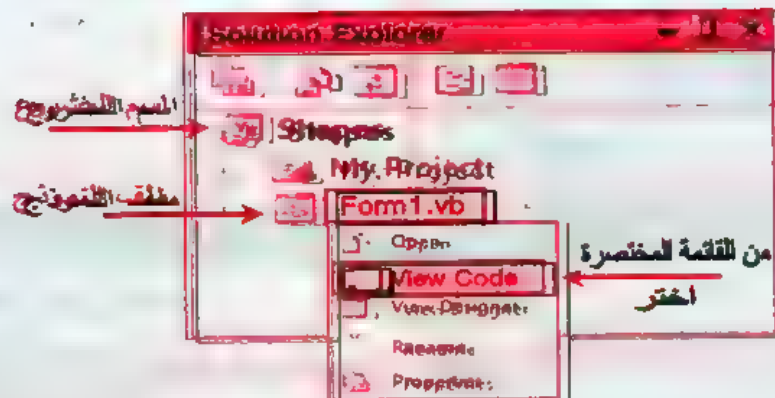 Solution Explorer
اسم المشروع
Shapes
My Project
ملف النموذج
Form1.vb
Open
من القائمة المختصرة
اختر
View Code
View Designer
Rename
Properties